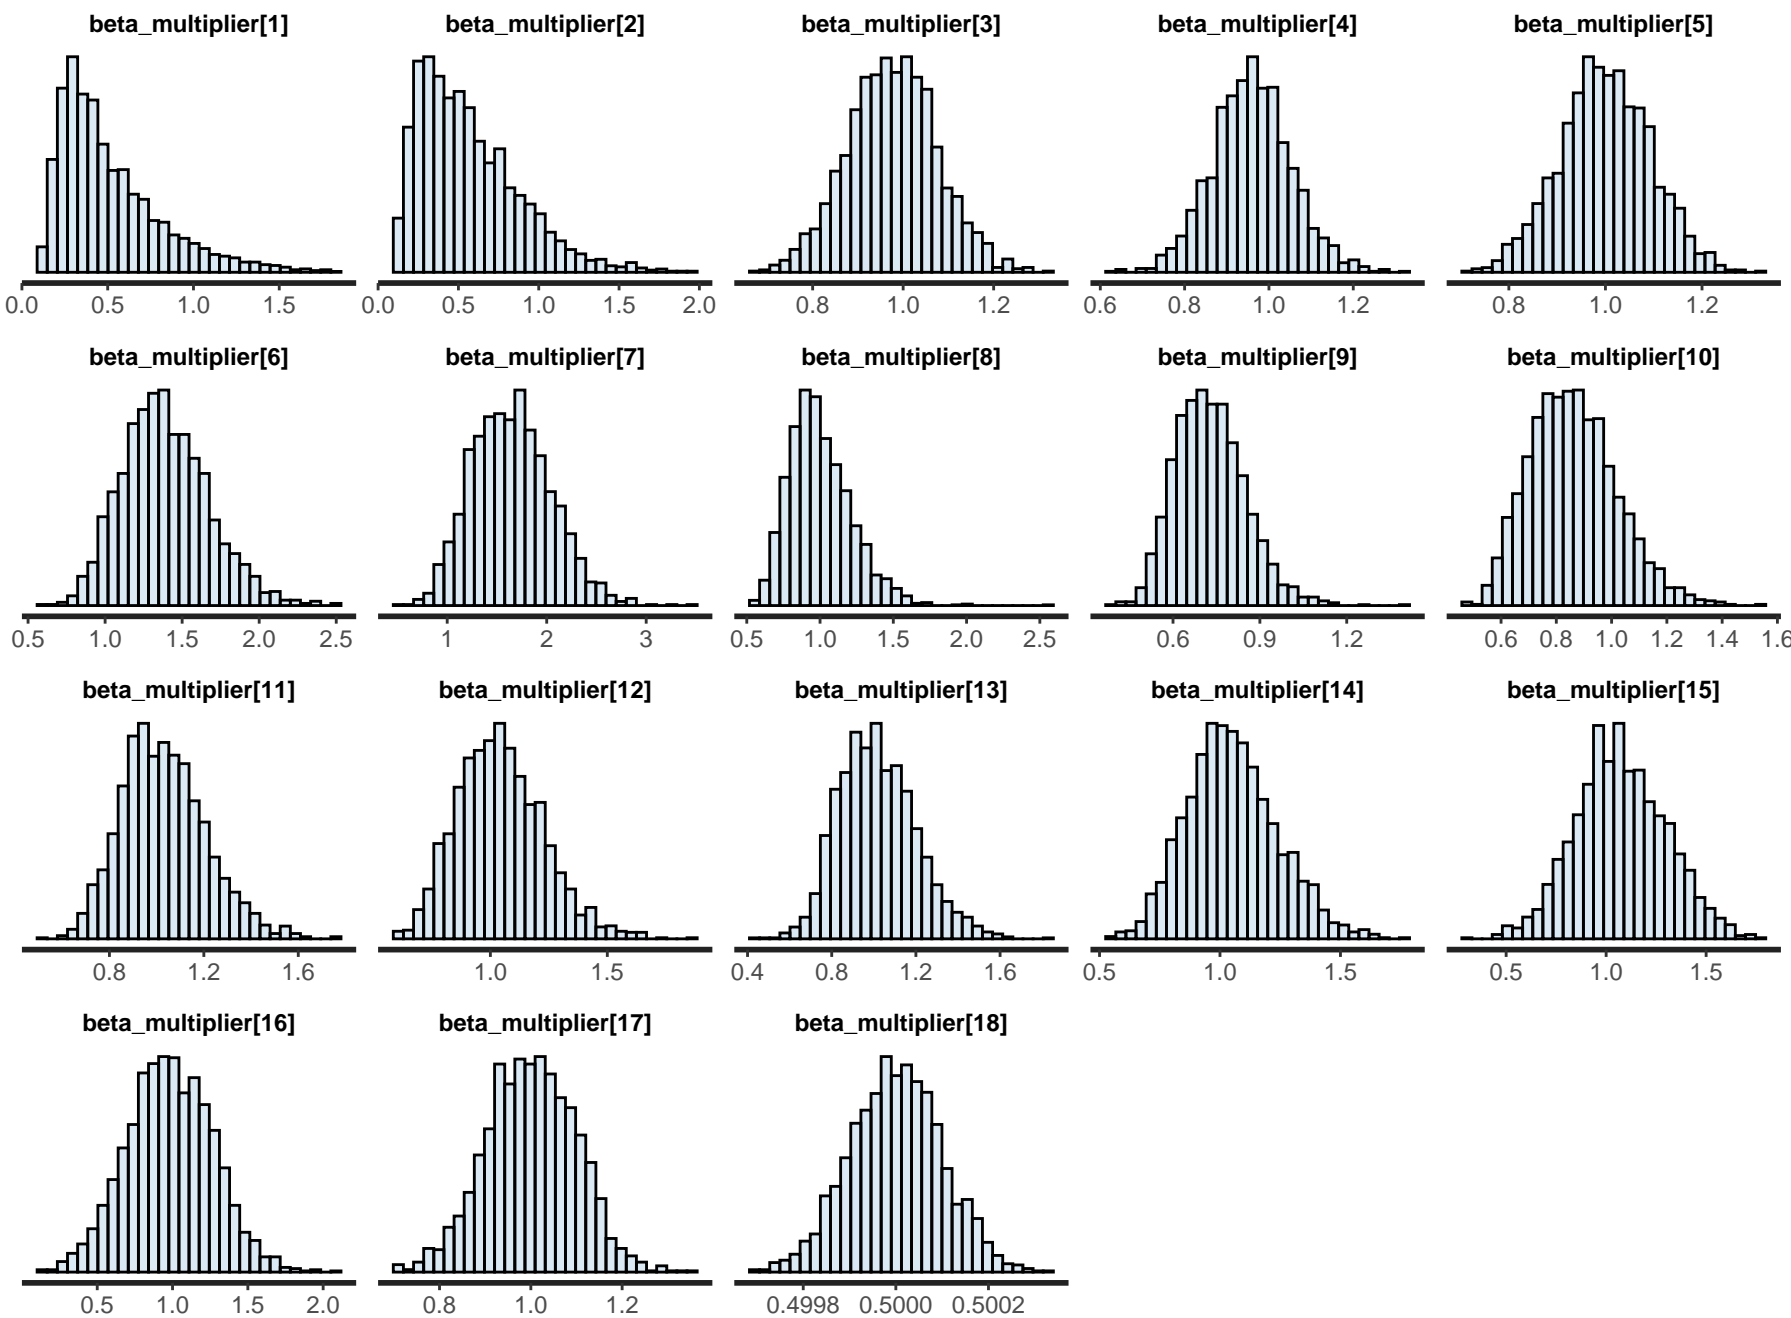 beta_multiplier[1] beta_multiplier[2] beta_multiplier[3] beta_multiplier[4] beta_multiplier[5]
0.0 0.5 1.0 1.5 0.0 0.5 1.0 1.5 2.0 0.8 1.0 1.2 0.6 0.8 1.0 1.2 0.8 1.0 1.2
beta_multiplier[6] beta_multiplier[7] beta_multiplier[8] beta_multiplier[9] beta_multiplier[10]
0.5 1.0 1.5 2.0 2.5 1 2 3 0.5 1.0 1.5 2.0 2.5 0.6 0.9 1.2 0.6 0.8 1.0 1.2 1.4 1.6
beta_multiplier[11] beta_multiplier[12] beta_multiplier[13] beta_multiplier[14] beta_multiplier[15]
0.8 1.2 1.6 1.0 1.5 0.4 0.8 1.2 1.6 0.5 1.0 1.5 0.5 1.0 1.5
beta_multiplier[16] beta_multiplier[17] beta_multiplier[18]
0.5 1.0 1.5 2.0 0.8 1.0 1.2 0.4998 0.5000 0.5002